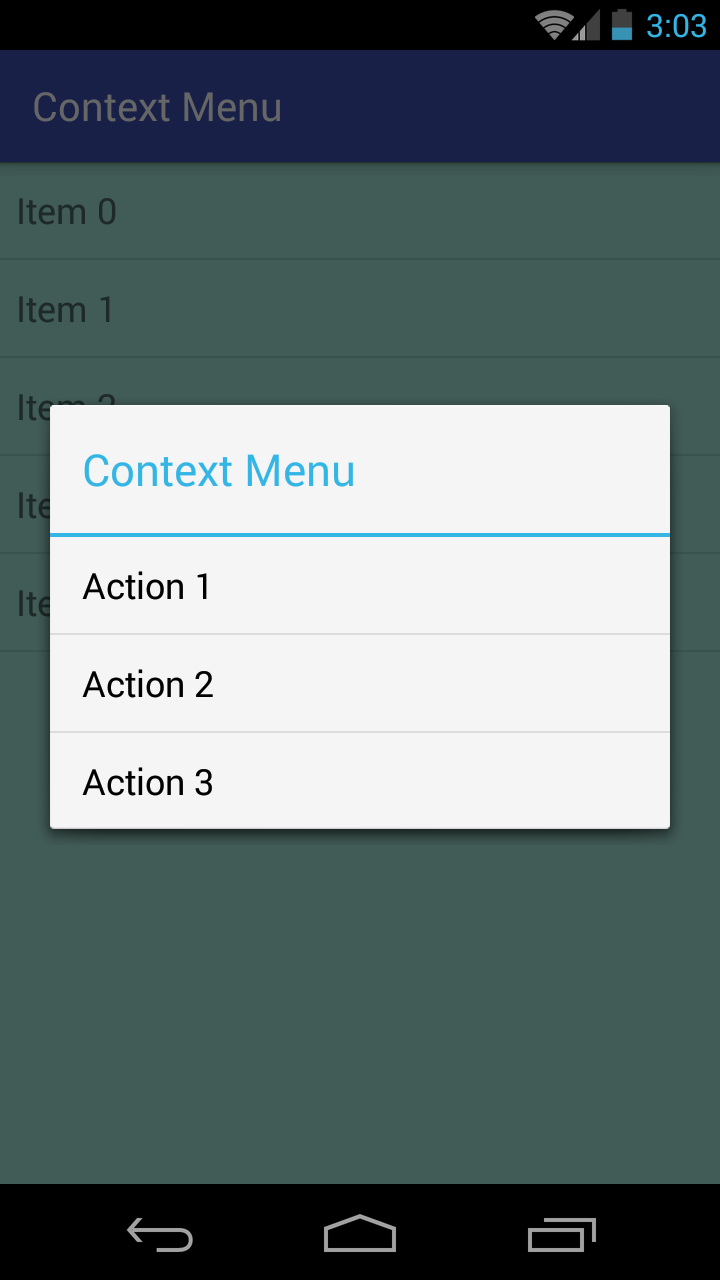 3:03
Context Menu
Item 0
Item 1
Context Menu
Action 1
Action 2
Action 3